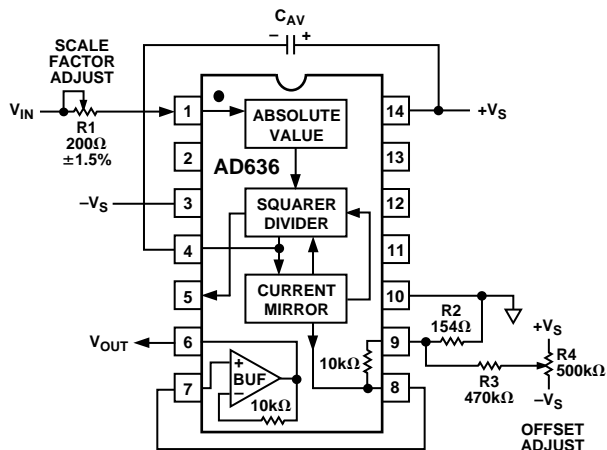 CAV
− +
SCALE
FACTOR
ADJUST
VIN
R1
200Ω
±1.5%
1
2
3
4
5
6
7
14
13
12
11
10
9
8
ABSOLUTE
VALUE
AD636
SQUARER
DIVIDER
CURRENT
MIRROR
+VS
−VS
VOUT
+
BUF
−
10kΩ
10kΩ
R2
154Ω
R3
470kΩ
+VS
R4
500kΩ
−VS
OFFSET
ADJUST